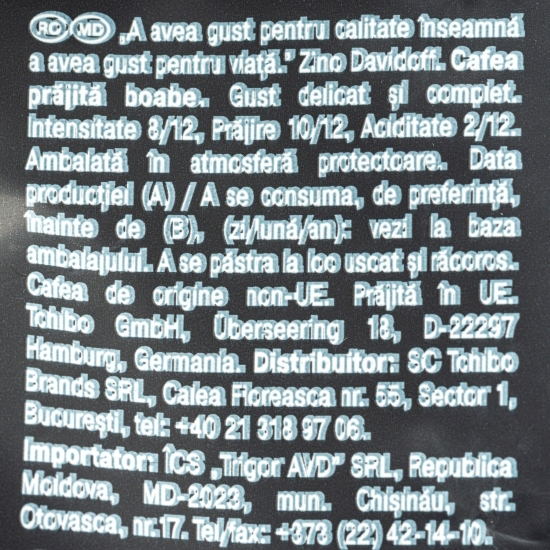 RO MD „A avea gust pentru calitate înseamnă
a avea gust pentru viață.” Zino Davidoff. Cafea
prăjită boabe. Gust delicat și complet.
Intensitate 8/12, Prăjire 10/12, Aciditate 2/12.
Ambalată în atmosferă protectoare. Data
producției (A) / A se consuma, de preferință,
înainte de (B), (zi/lună/an): vezi la baza
ambalajului. A se păstra la loc uscat și răcoros.
Cafea de origine non-UE. Prăjită în UE.
Tchibo GmbH, Überseering 18, D-22297
Hamburg, Germania. Distribuitor: SC Tchibo
Brands SRL, Calea Floreasca nr. 55, Sector 1,
București, tel: +40 21 318 97 06.
Importator: ÎCS „Trigor AVD” SRL, Republica
Moldova, MD-2023, mun. Chișinău, str.
Otovasca, nr.17. Tel/fax: +373 (22) 42-14-10.